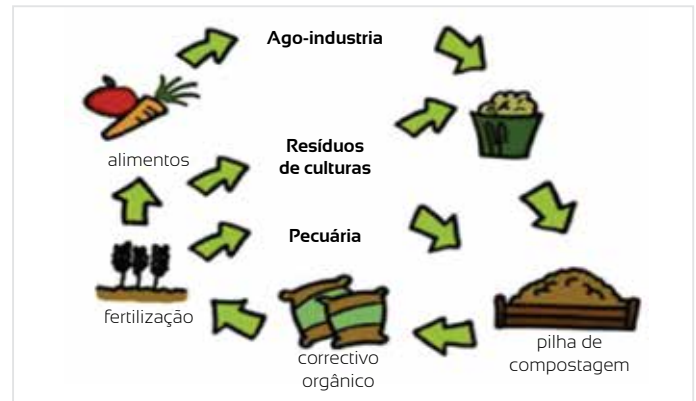 Ago-industria
alimentos
Resíduos
de culturas
Pecuária
fertilização
correctivo
orgânico
pilha de
compostagem